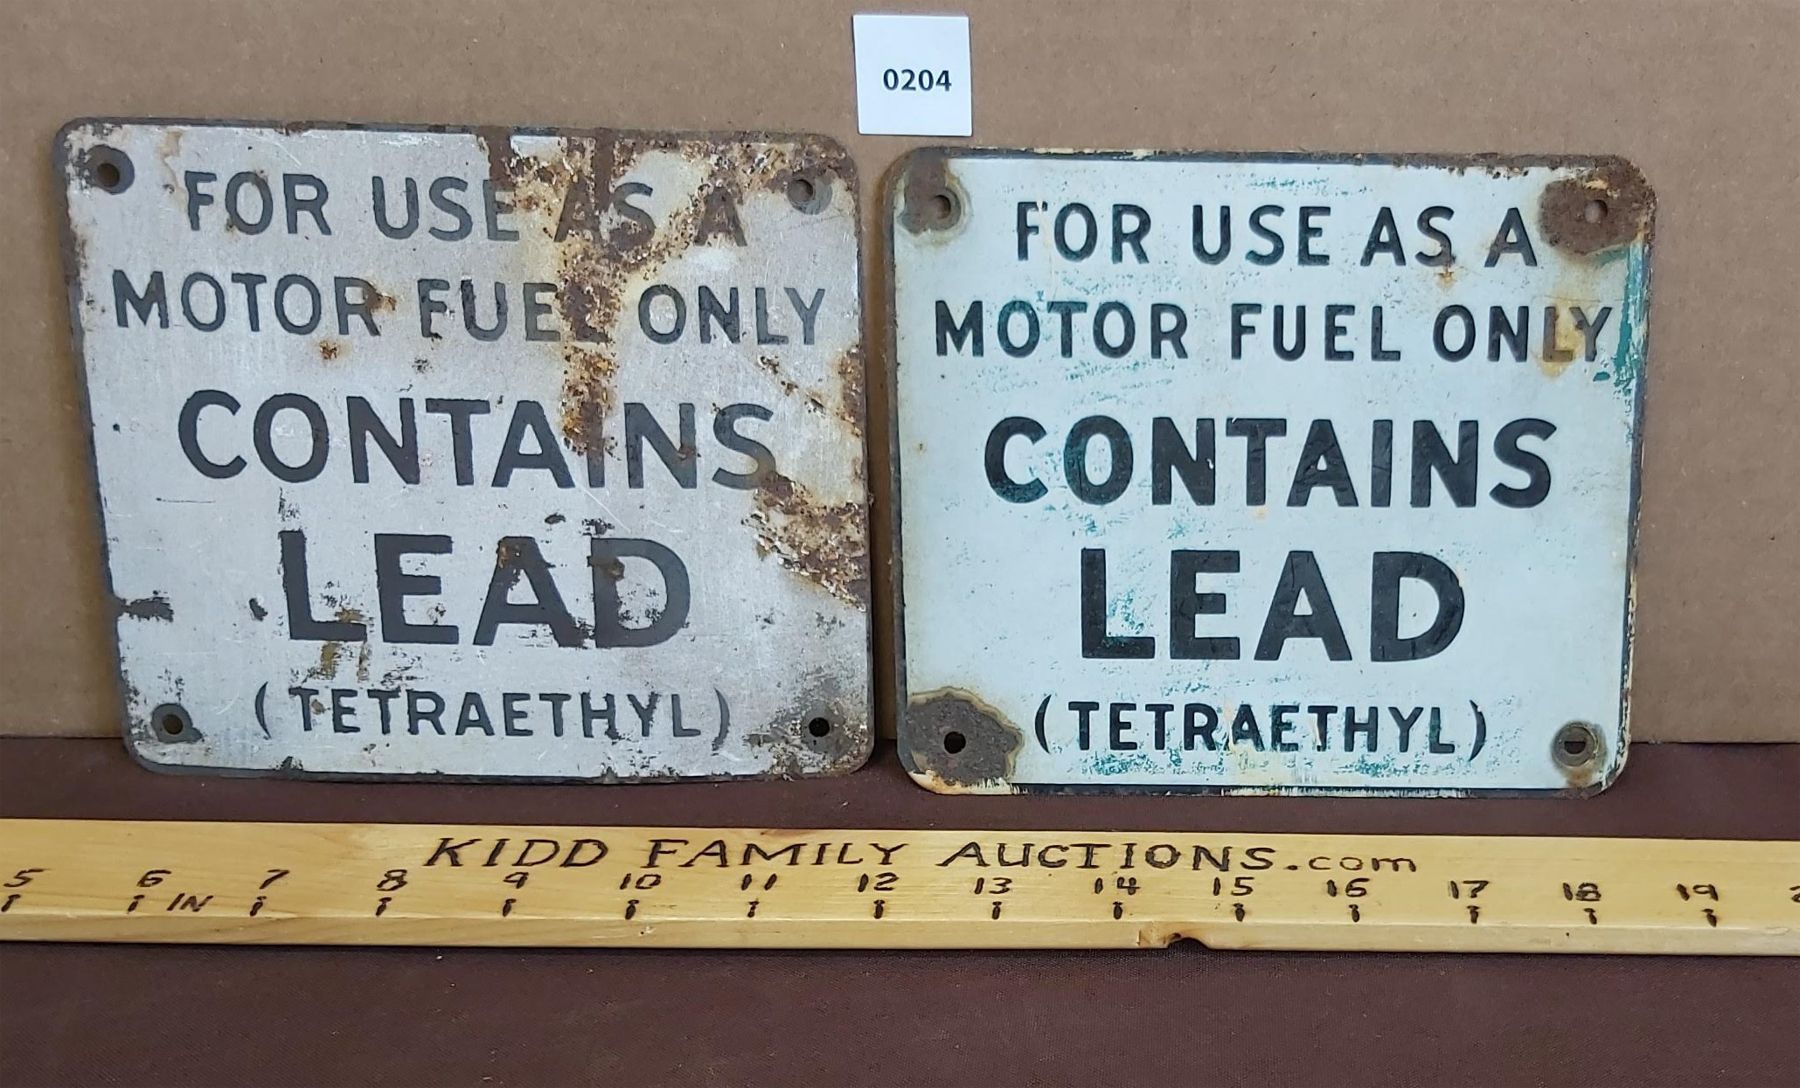 0204
FOR USE AS A
MOTOR FUEL ONLY
CONTAINS
LEAD
(TETRAETHYL)
FOR USE AS A
MOTOR FUEL ONLY
CONTAINS
LEAD
(TETRAETHYL)
KIDD FAMILY AUCTIONS.com
5 6 IN 7 8 9 10 11 12 13 14 15 16 17 18 19